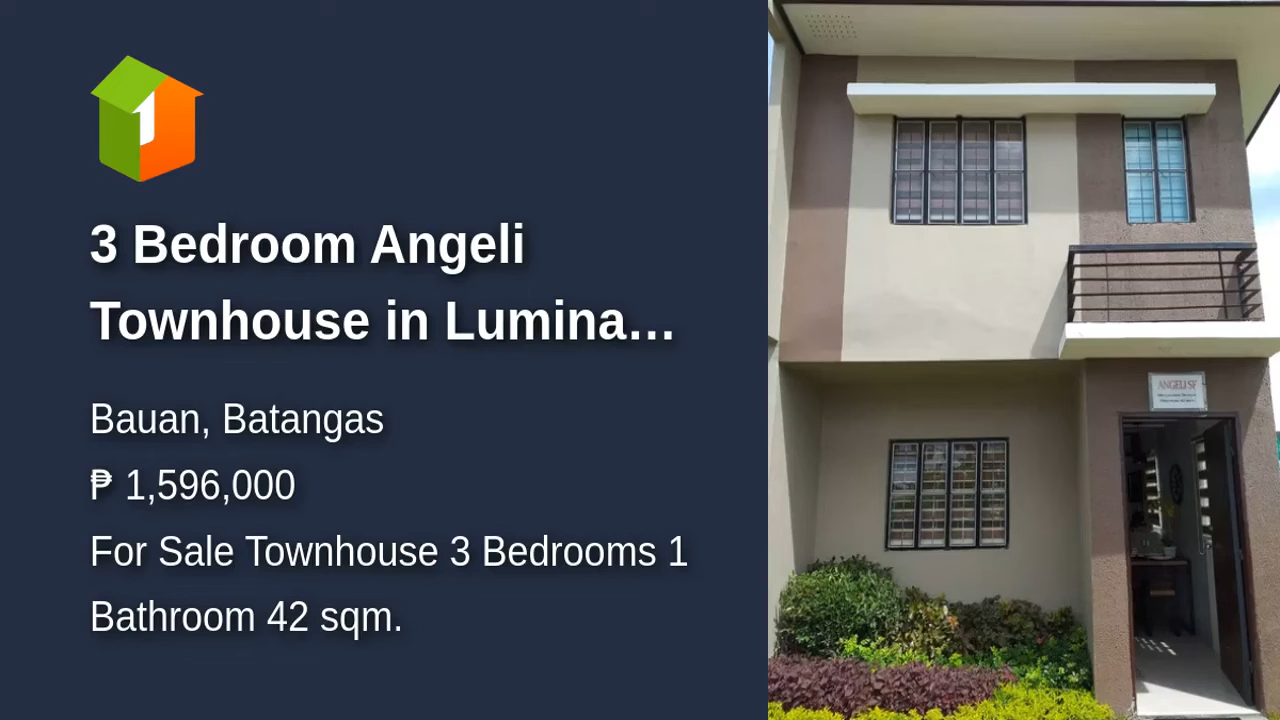 3 Bedroom Angeli
Townhouse in Lumina...
Bauan, Batangas
₱ 1,596,000
For Sale Townhouse 3 Bedrooms 1
Bathroom 42 sqm.
ANGELI SF